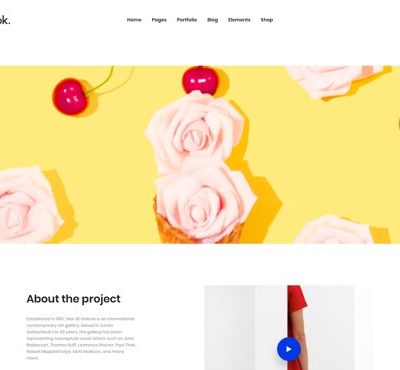 ok.
Home Pages Portfolio Blog Elements Shop
About the project
Established in 1987, Mai 36 Galerie is an international
contemporary art gallery, based in Zurich,
Switzerland. For 30 years, the gallery has been
representing conceptual visual artists such as John
Baldessari, Thomas Ruff, Lawrence Weiner, Paul Thek,
Robert Mapplethorpe, Matt Mullican, and many
more.